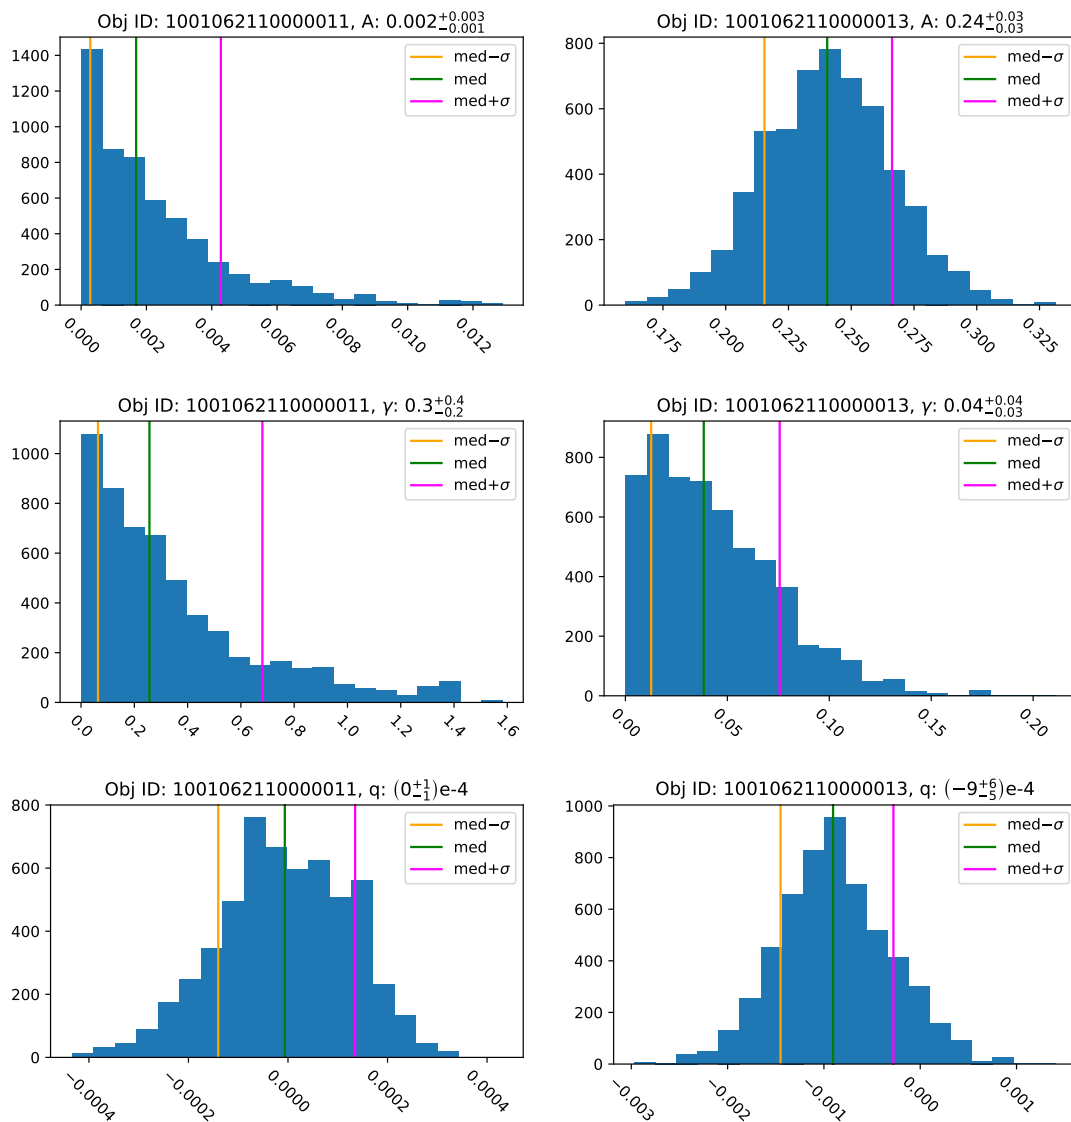 Obj ID: 1001062110000011, A: 0.002^{+0.003}_{-0.001}
1400
1200
1000
800
600
400
200
0
0.000 0.002 0.004 0.006 0.008 0.010 0.012
med−σ
med
med+σ
Obj ID: 1001062110000013, A: 0.24^{+0.03}_{-0.03}
800
600
400
200
0
0.175 0.200 0.225 0.250 0.275 0.300 0.325
med−σ
med
med+σ
Obj ID: 1001062110000011, γ: 0.3^{+0.4}_{-0.2}
1000
800
600
400
200
0
0.0 0.2 0.4 0.6 0.8 1.0 1.2 1.4 1.6
med−σ
med
med+σ
Obj ID: 1001062110000013, γ: 0.04^{+0.04}_{-0.03}
800
600
400
200
0
0.00 0.05 0.10 0.15 0.20
med−σ
med
med+σ
Obj ID: 1001062110000011, q: (0^{+1}_{-1})e-4
800
600
400
200
0
−0.0004 −0.0002 0.0000 0.0002 0.0004
med−σ
med
med+σ
Obj ID: 1001062110000013, q: (−9^{+6}_{-5})e-4
1000
800
600
400
200
0
−0.003 −0.002 −0.001 0.000 0.001
med−σ
med
med+σ